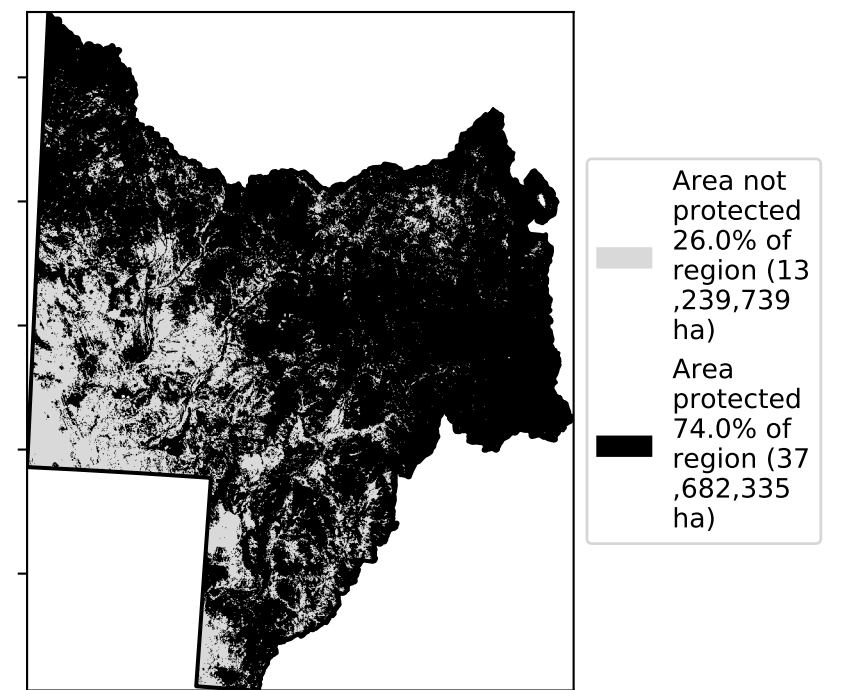 Area not
protected
26.0% of
region (13
,239,739
ha)
Area
protected
74.0% of
region (37
,682,335
ha)